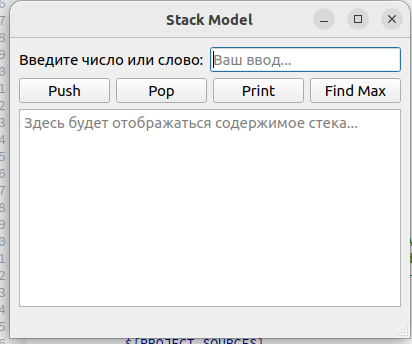 Stack Model
Введите число или слово: Ваш ввод...
Push Pop Print Find Max
Здесь будет отображаться содержимое стека...
${PROJECT_SOURCES}